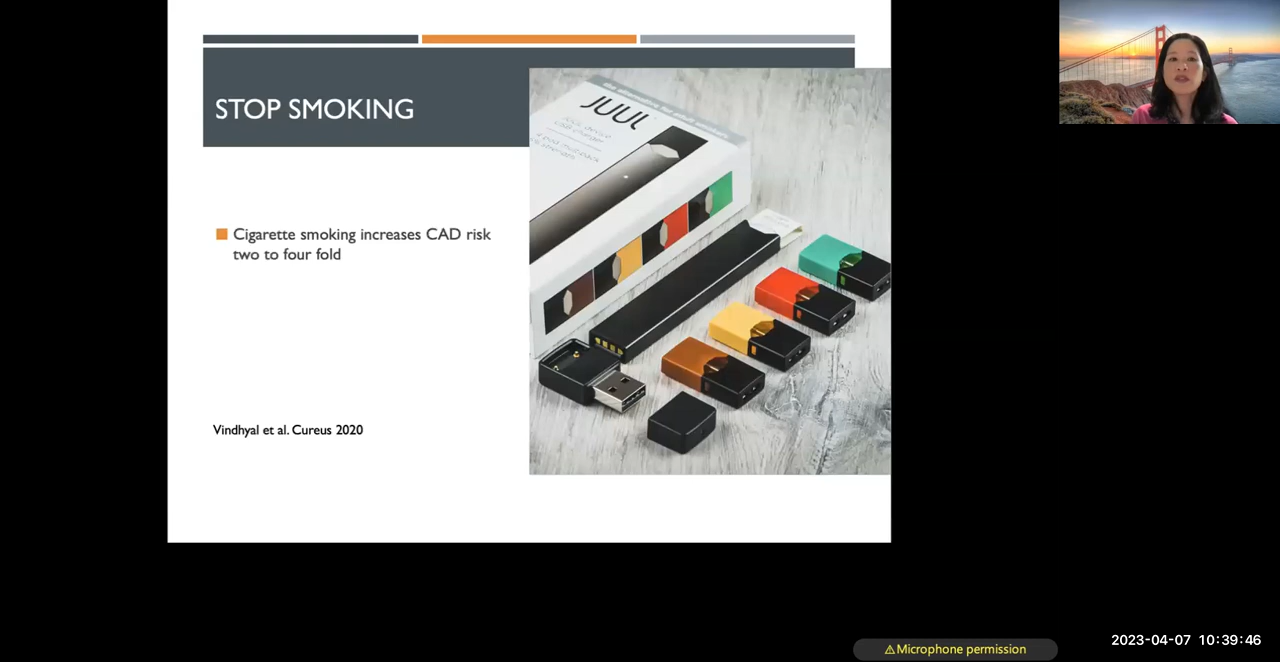 STOP SMOKING
JUUL
Cigarette smoking increases CAD risk
two to four fold
Vindhyal et al. Cureus 2020
⚠Microphone permission
2023-04-07 10:39:46